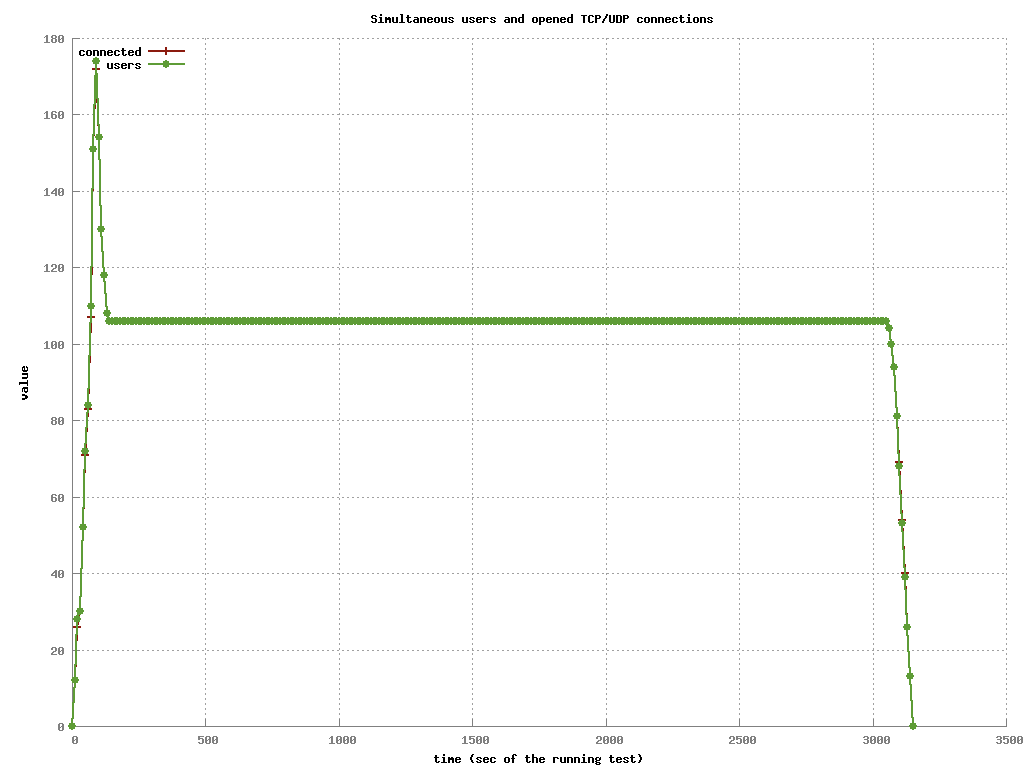 Simultaneous users and opened TCP/UDP connections
180
connected
users
160
140
120
100
value
80
60
40
20
0
0 500 1000 1500 2000 2500 3000 3500
time (sec of the running test)